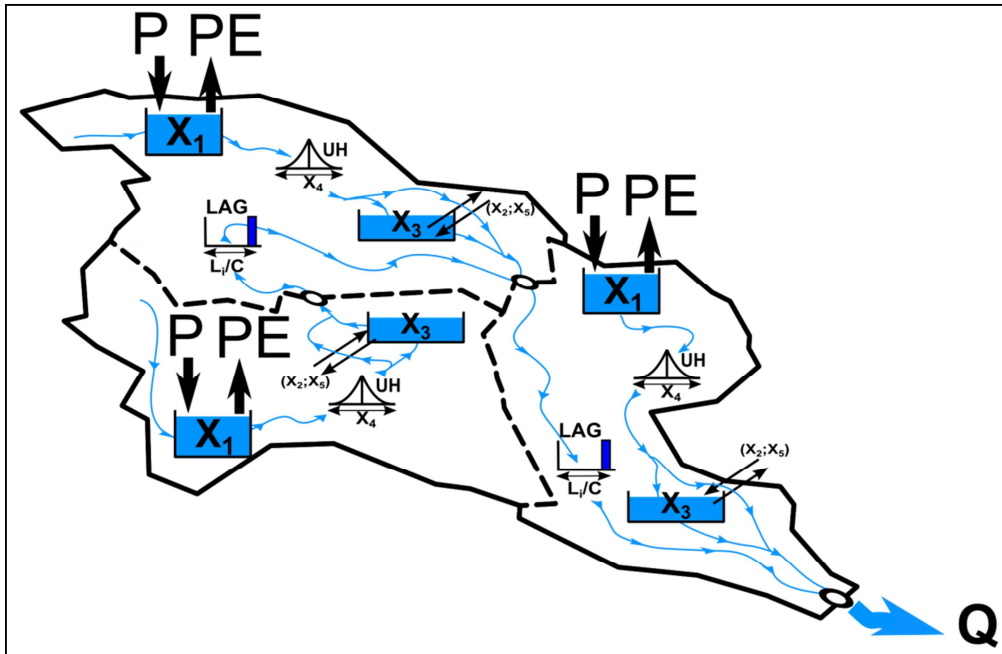 P PE
X₁
UH
X₄
LAG
Lᵢ/C
X₃
(X₂;X₅)
P PE
X₁
UH
X₄
P PE
X₁
X₃
(X₂;X₅)
UH
X₄
LAG
Lᵢ/C
(X₂;X₅)
X₃
Q